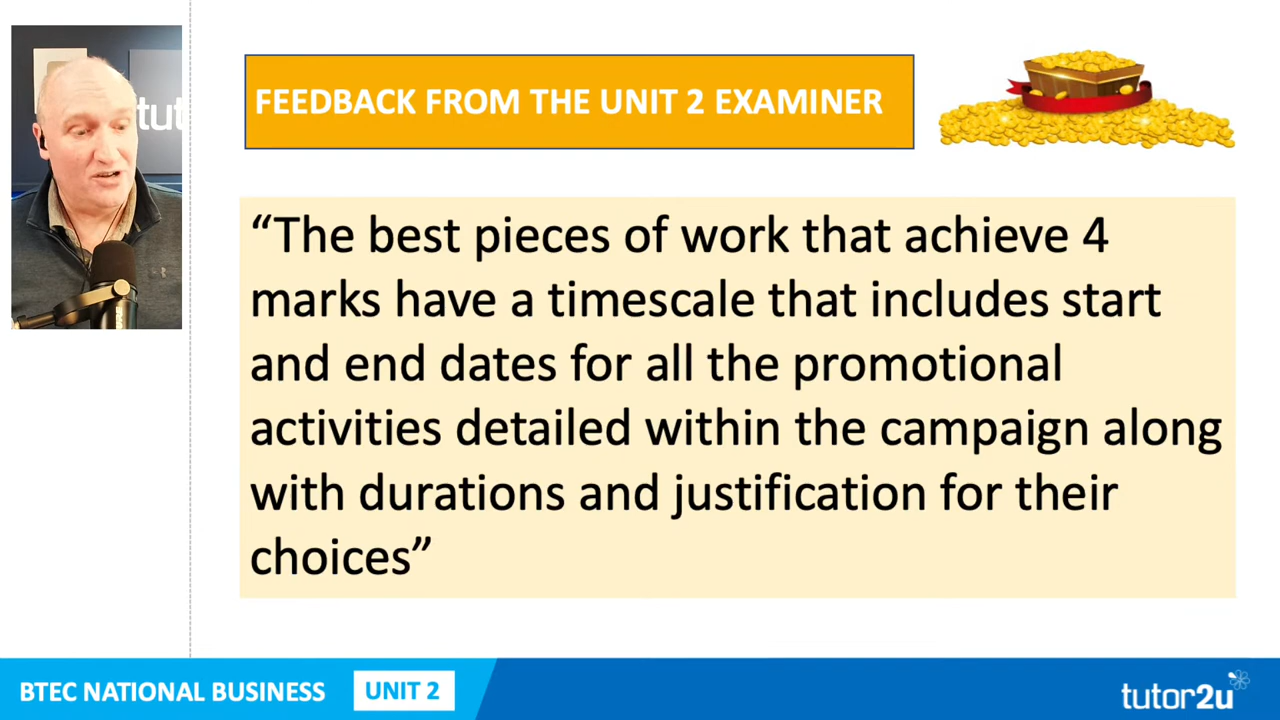 tut
FEEDBACK FROM THE UNIT 2 EXAMINER
“The best pieces of work that achieve 4
marks have a timescale that includes start
and end dates for all the promotional
activities detailed within the campaign along
with durations and justification for their
choices”
BTEC NATIONAL BUSINESS
UNIT 2
tutor2u